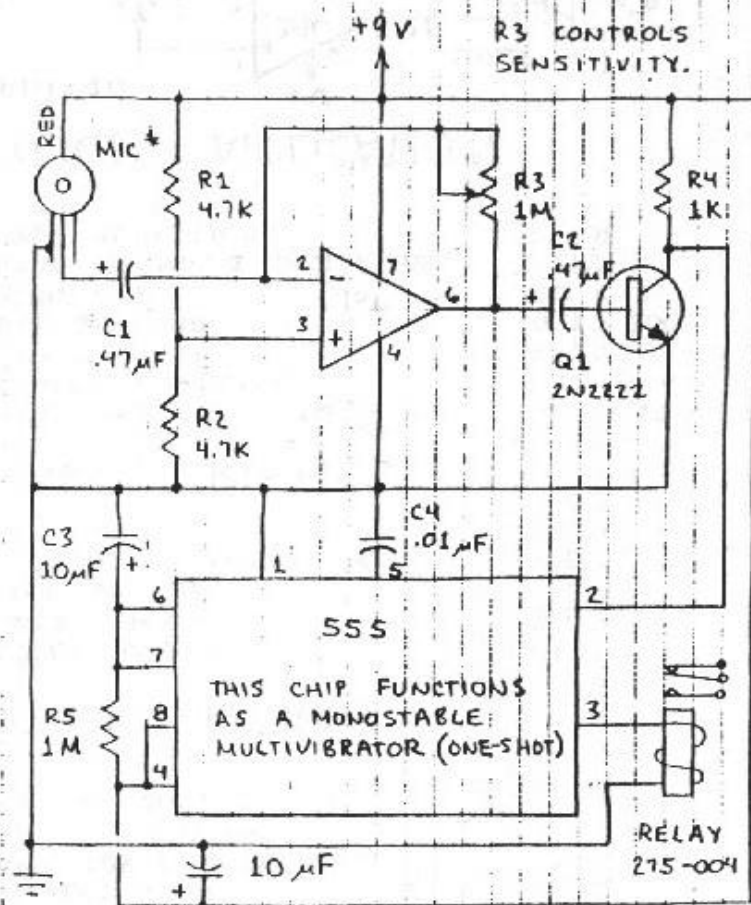 +9V
R3 CONTROLS
SENSITIVITY.
RED
MIC *
R1
4.7K
R3
1M
R4
1K
C2
.47µF
2
-
7
6
+
+
3
+
4
C1
.47µF
Q1
2N2222
R2
4.7K
C3
10µF
+
C4
.01µF
1
5
6
2
555
7
THIS CHIP FUNCTIONS
R5
1M
8
AS A MONOSTABLE
3
MULTIVIBRATOR (ONE-SHOT)
4
RELAY
275-004
10µF
+